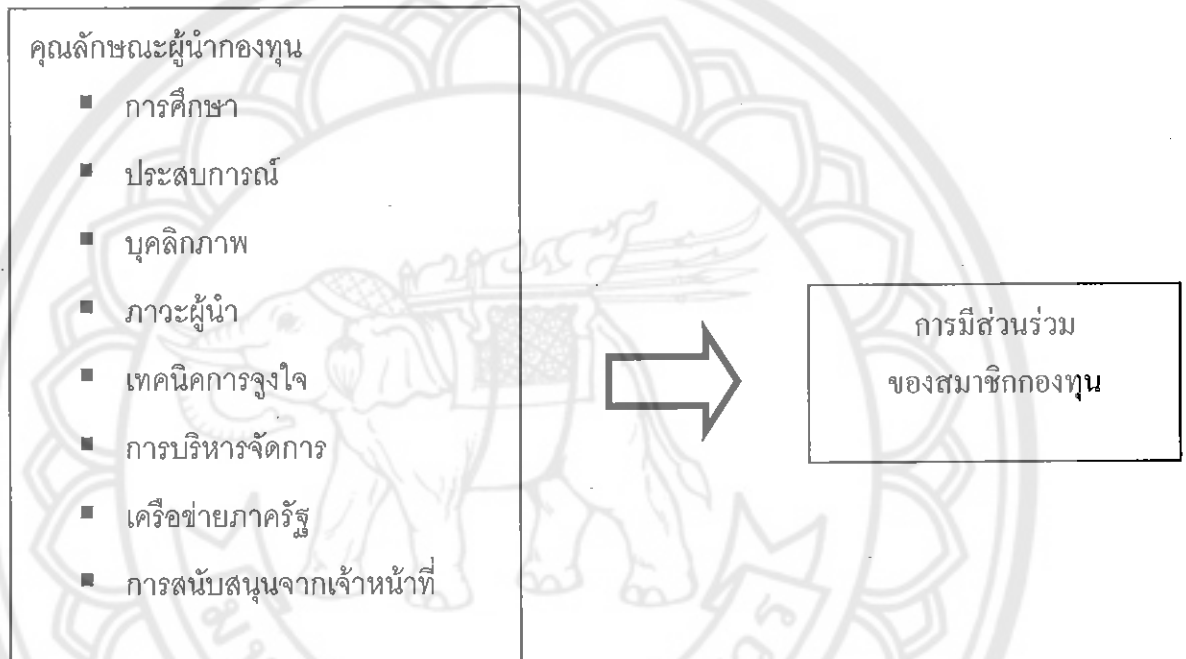 คุณลักษณะผู้นำกองทุน
▪ การศึกษา
▪ ประสบการณ์
▪ บุคลิกภาพ
▪ ภาวะผู้นำ
▪ เทคนิคการจูงใจ
▪ การบริหารจัดการ
▪ เครือข่ายภาครัฐ
▪ การสนับสนุนจากเจ้าหน้าที่
การมีส่วนร่วม
ของสมาชิกกองทุน